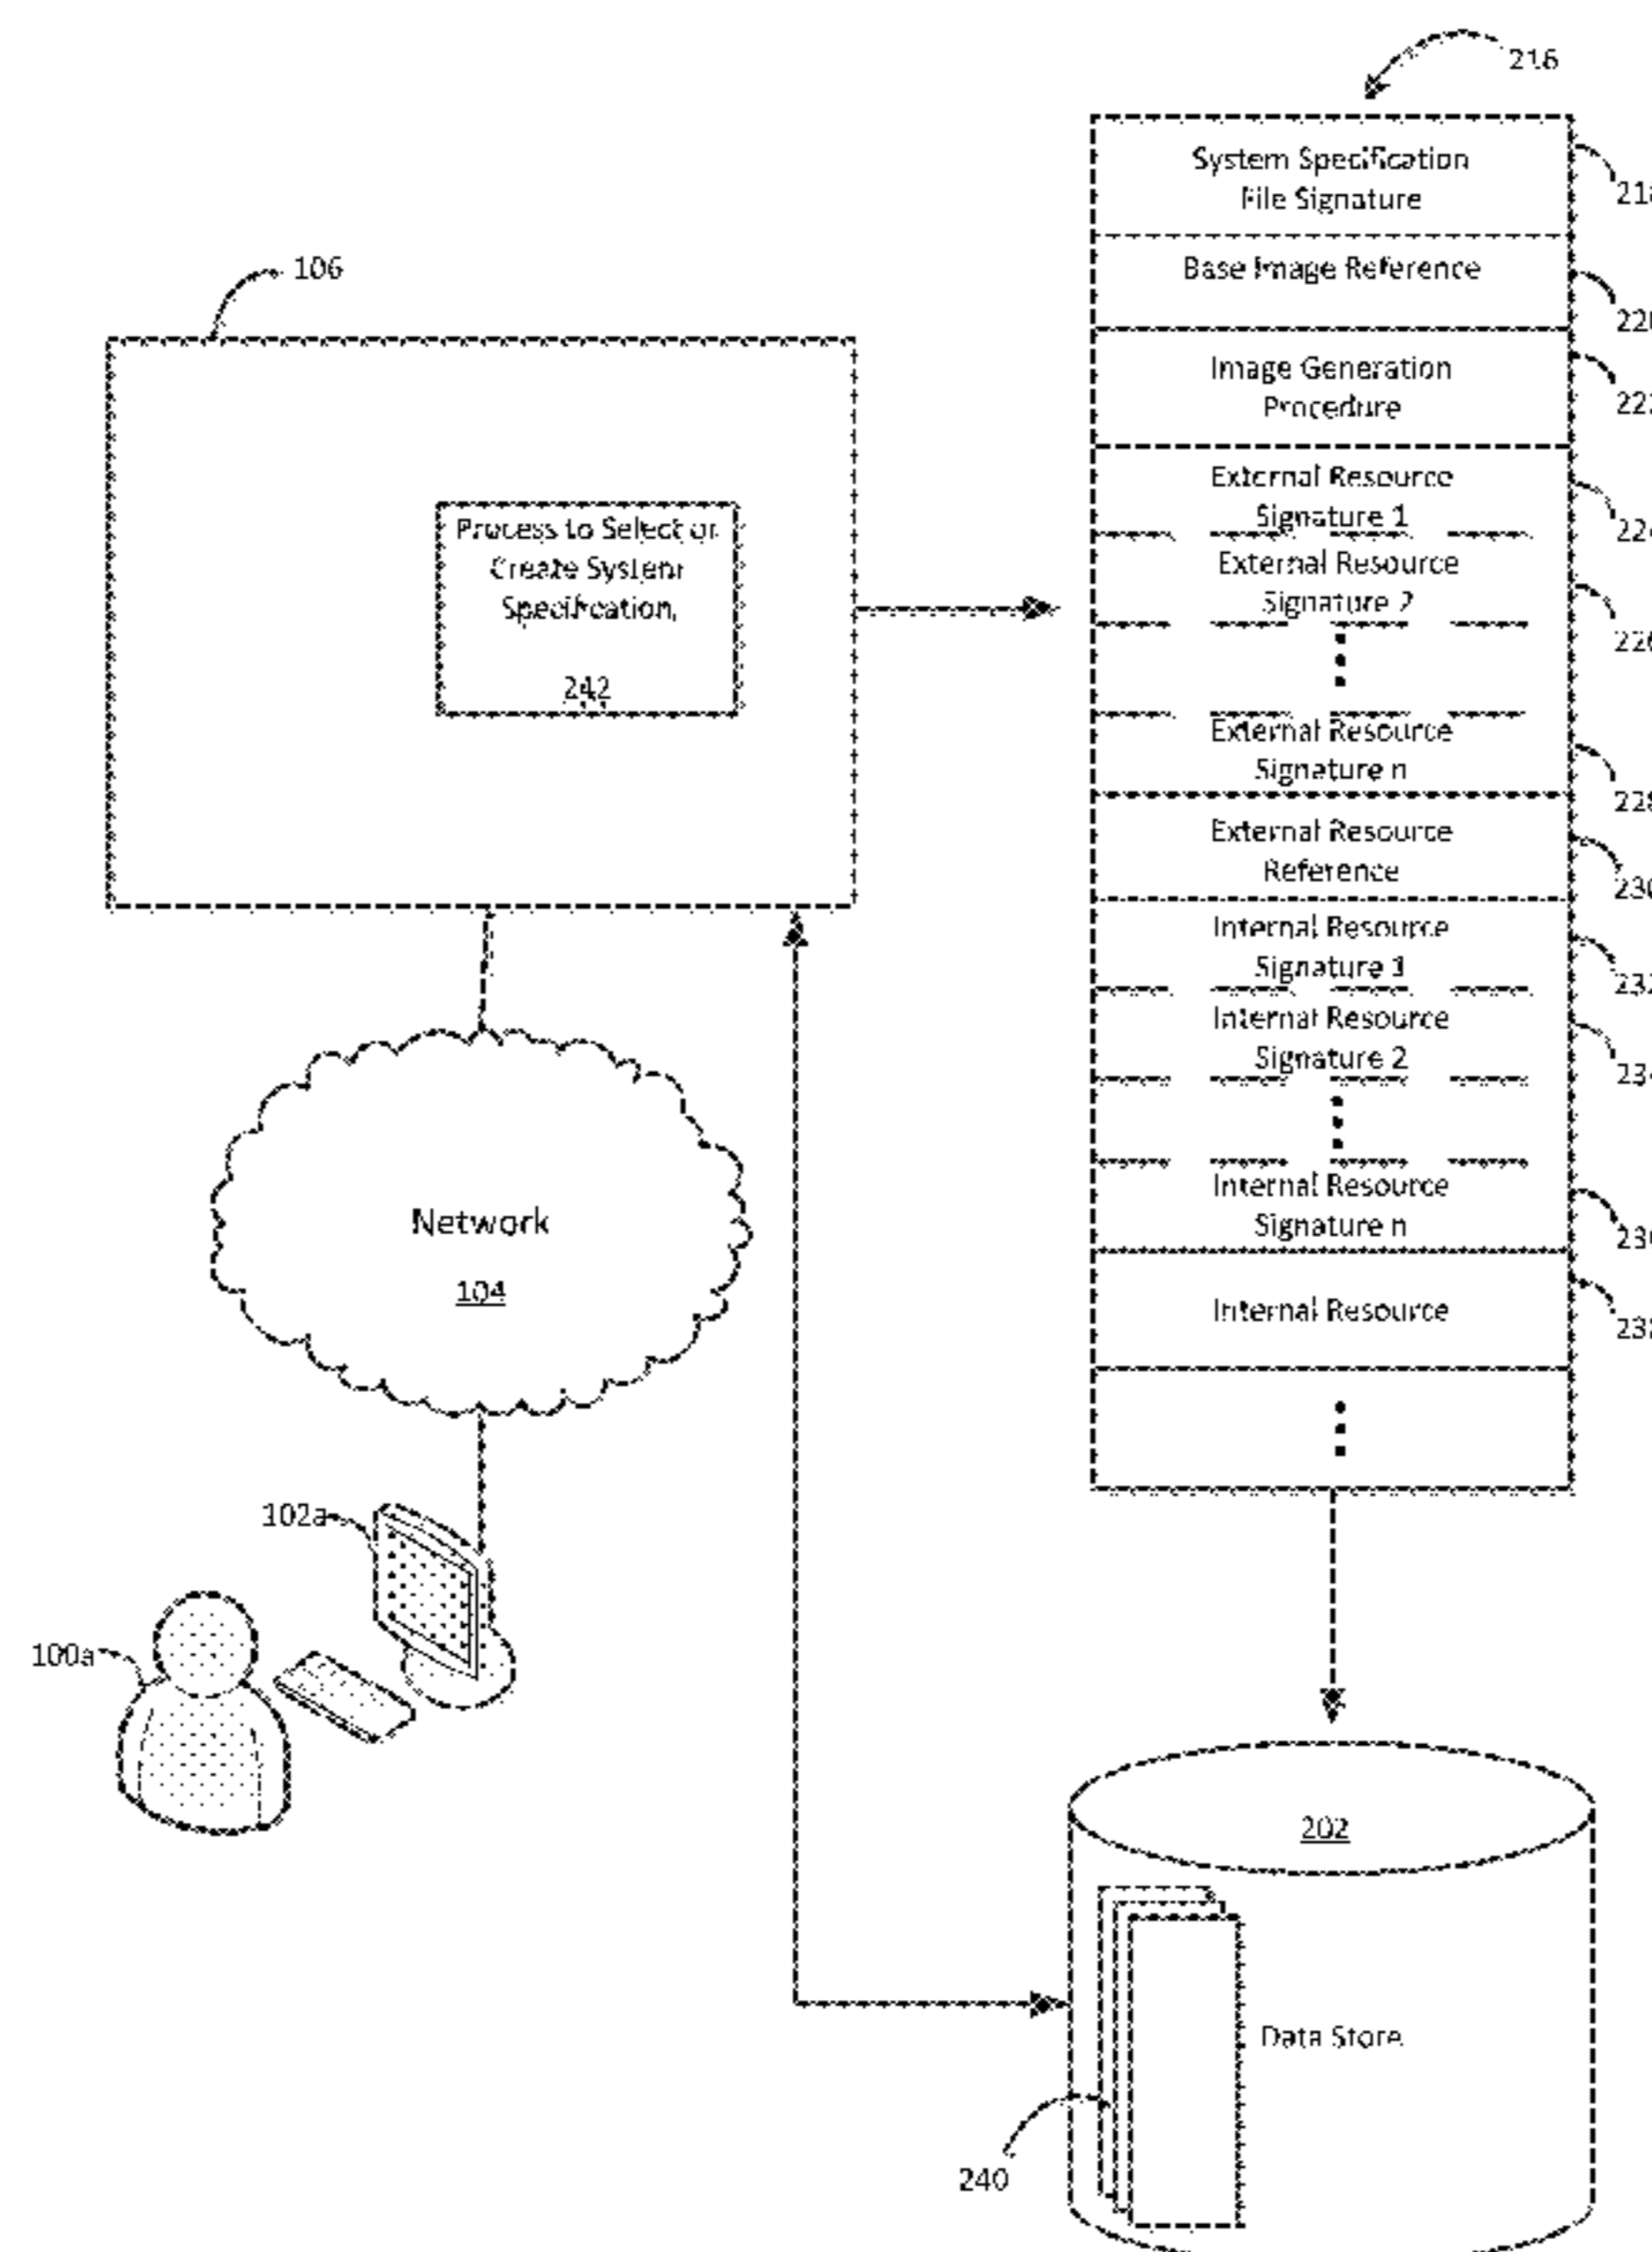 216
System Specification
File Signature
Base Image Reference
106
Image Generation
Procedure
External Resource
Signature 1
224
Process to Select or
Create System
Specification
242
External Resource
Signature 2
External Resource
Signature n
External Resource
Reference
Internal Resource
Signature 1
Internal Resource
Signature 2
Internal Resource
Signature n
Network
104
Internal Resource
102a
100a
202
Data Store
240